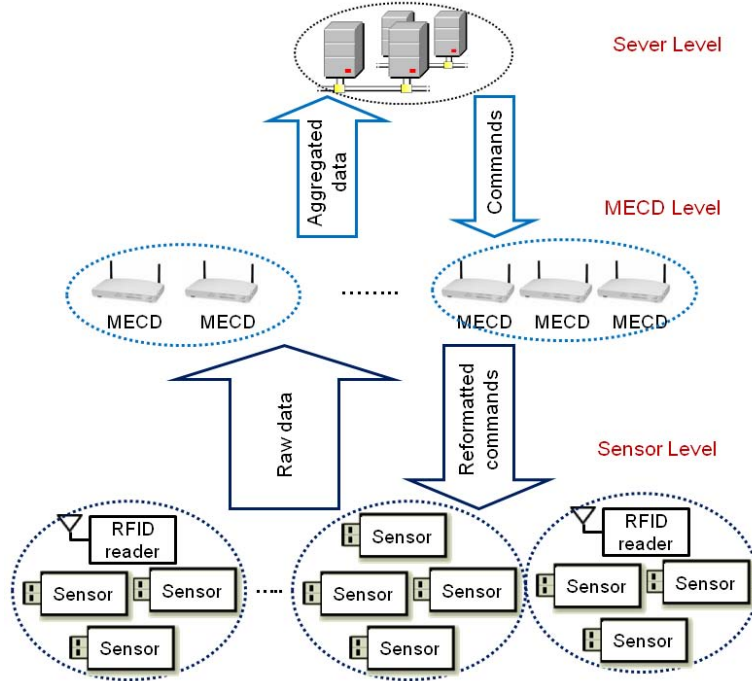 Sever Level
Aggregated
data
Commands
MECD Level
MECD
MECD
........
MECD
MECD
MECD
Raw data
Reformatted
commands
Sensor Level
RFID
reader
Sensor
Sensor
Sensor
.....
Sensor
Sensor
Sensor
Sensor
RFID
reader
Sensor
Sensor
Sensor